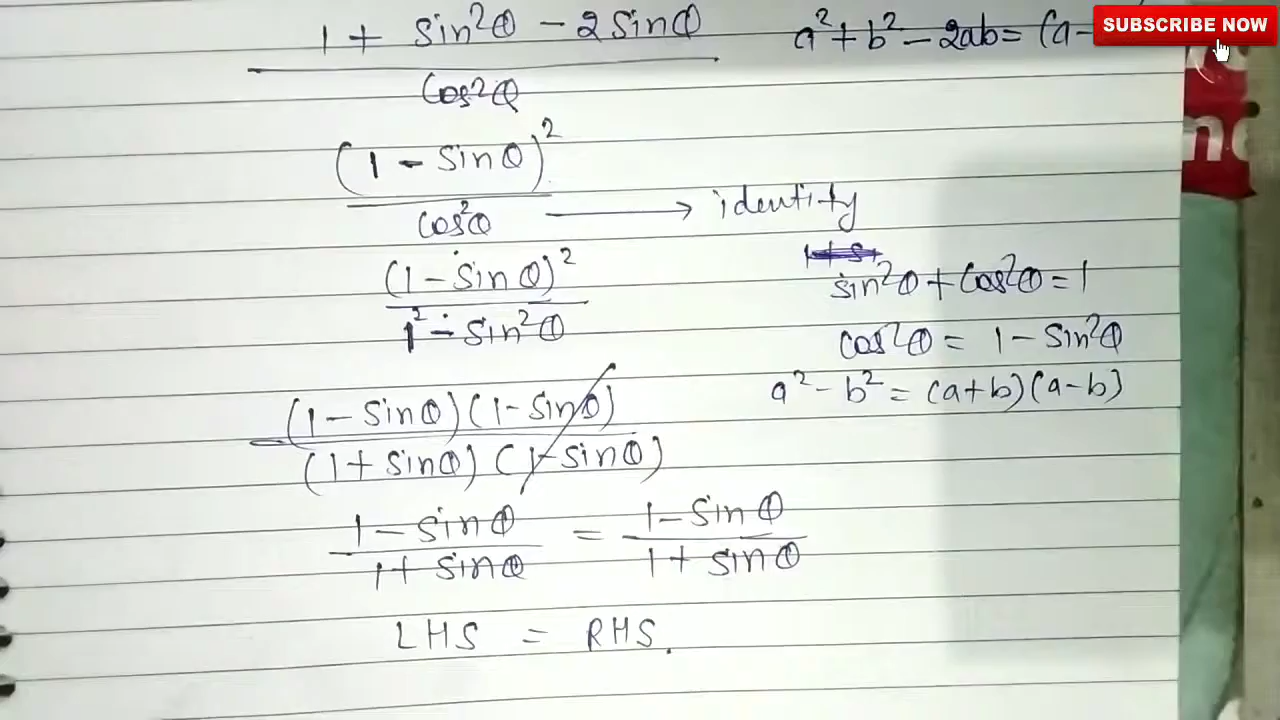 1 + sin²θ - 2 sinθ
cos²θ
a² + b² - 2ab = (a -
SUBSCRIBE NOW
(1 - sinθ)²
cos²θ → identity
(1 - sinθ)²
1² - sin²θ
sin²θ + cos²θ = 1
cos²θ = 1 - sin²θ
a² - b² = (a+b)(a-b)
(1 - sinθ)(1 - sinθ)
(1 + sinθ)(1 - sinθ)
1 - sinθ = 1 - sinθ
1 + sinθ 1 + sinθ
LHS = RHS.